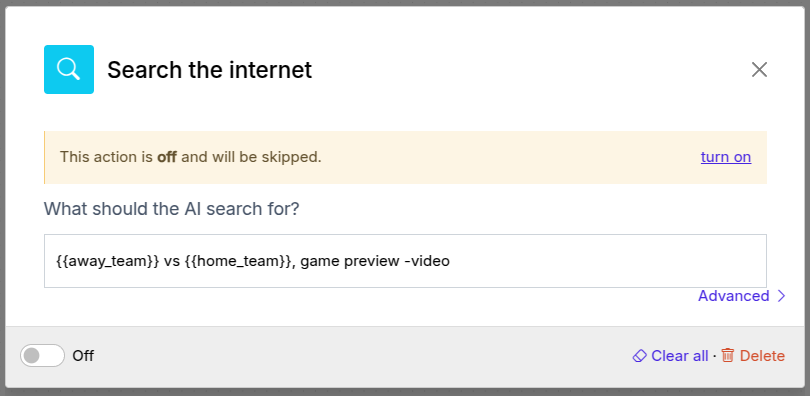 Search the internet
This action is off and will be skipped. turn on
What should the AI search for?
{{away_team}} vs {{home_team}}, game preview -video
Advanced
Off Clear all · Delete